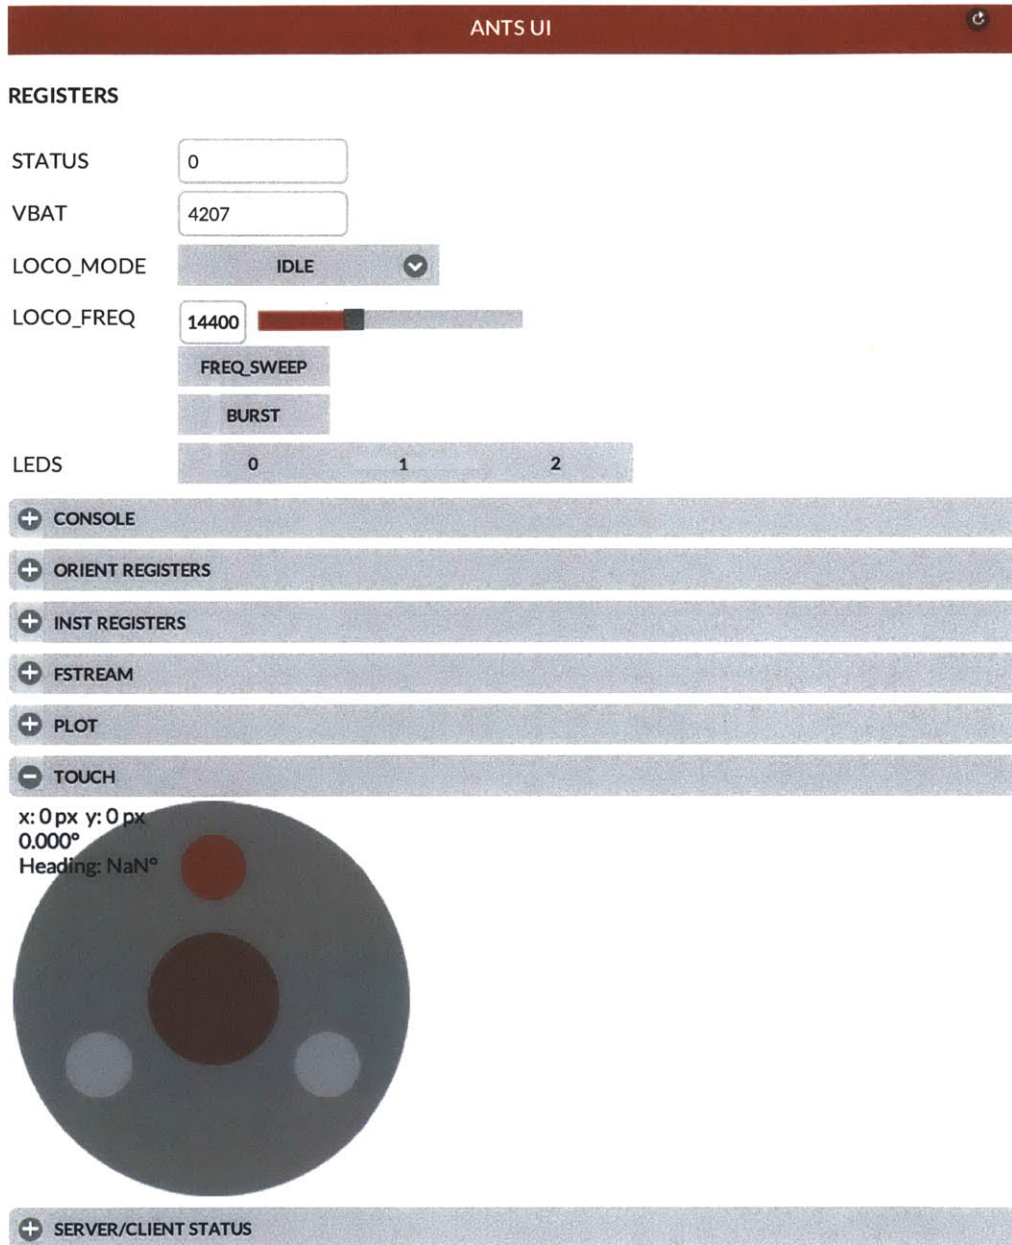 ANTS UI
REGISTERS
STATUS 0
VBAT 4207
LOCO_MODE IDLE
LOCO_FREQ 14400
FREQ_SWEEP
BURST
LEDS 0 1 2
CONSOLE
ORIENT REGISTERS
INST REGISTERS
FSTREAM
PLOT
TOUCH
x: 0 px y: 0 px
0.000°
Heading: NaN°
SERVER/CLIENT STATUS